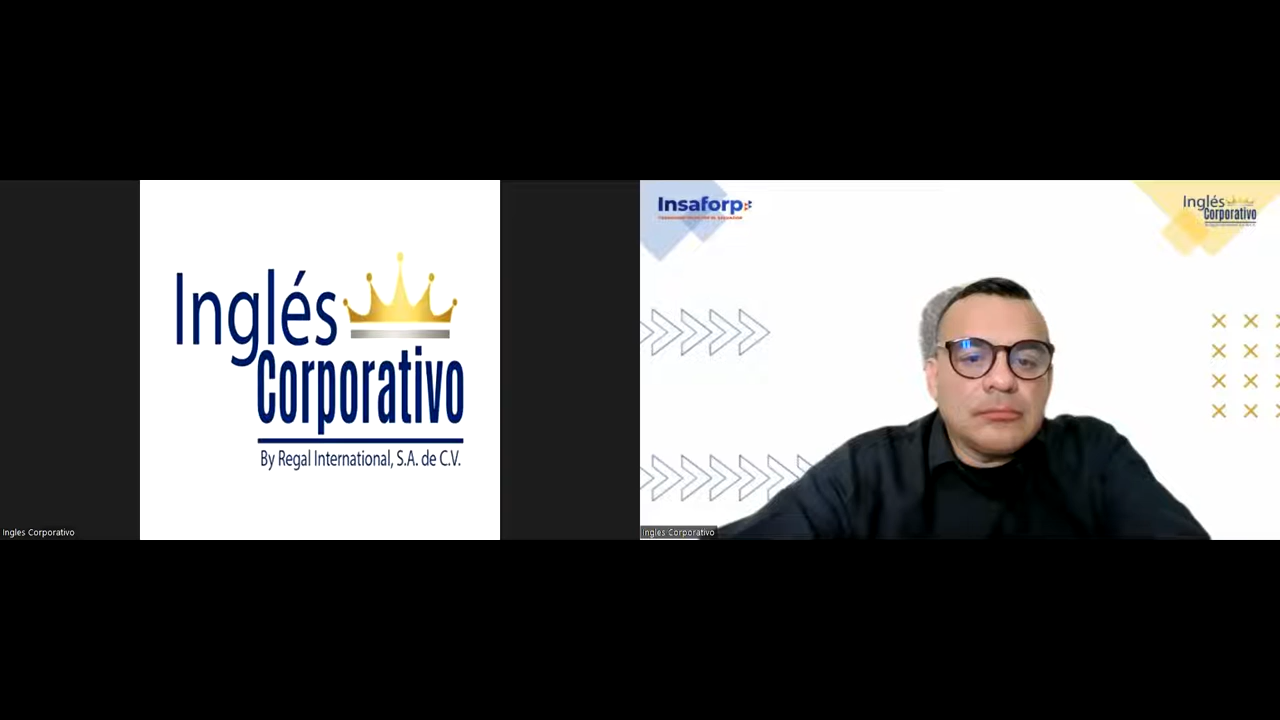 Inglés
Corporativo
By Regal International, S.A. de C.V.
Ingles Corporativo
Insaforp
Inglés
Corporativo
Ingles Corporativo